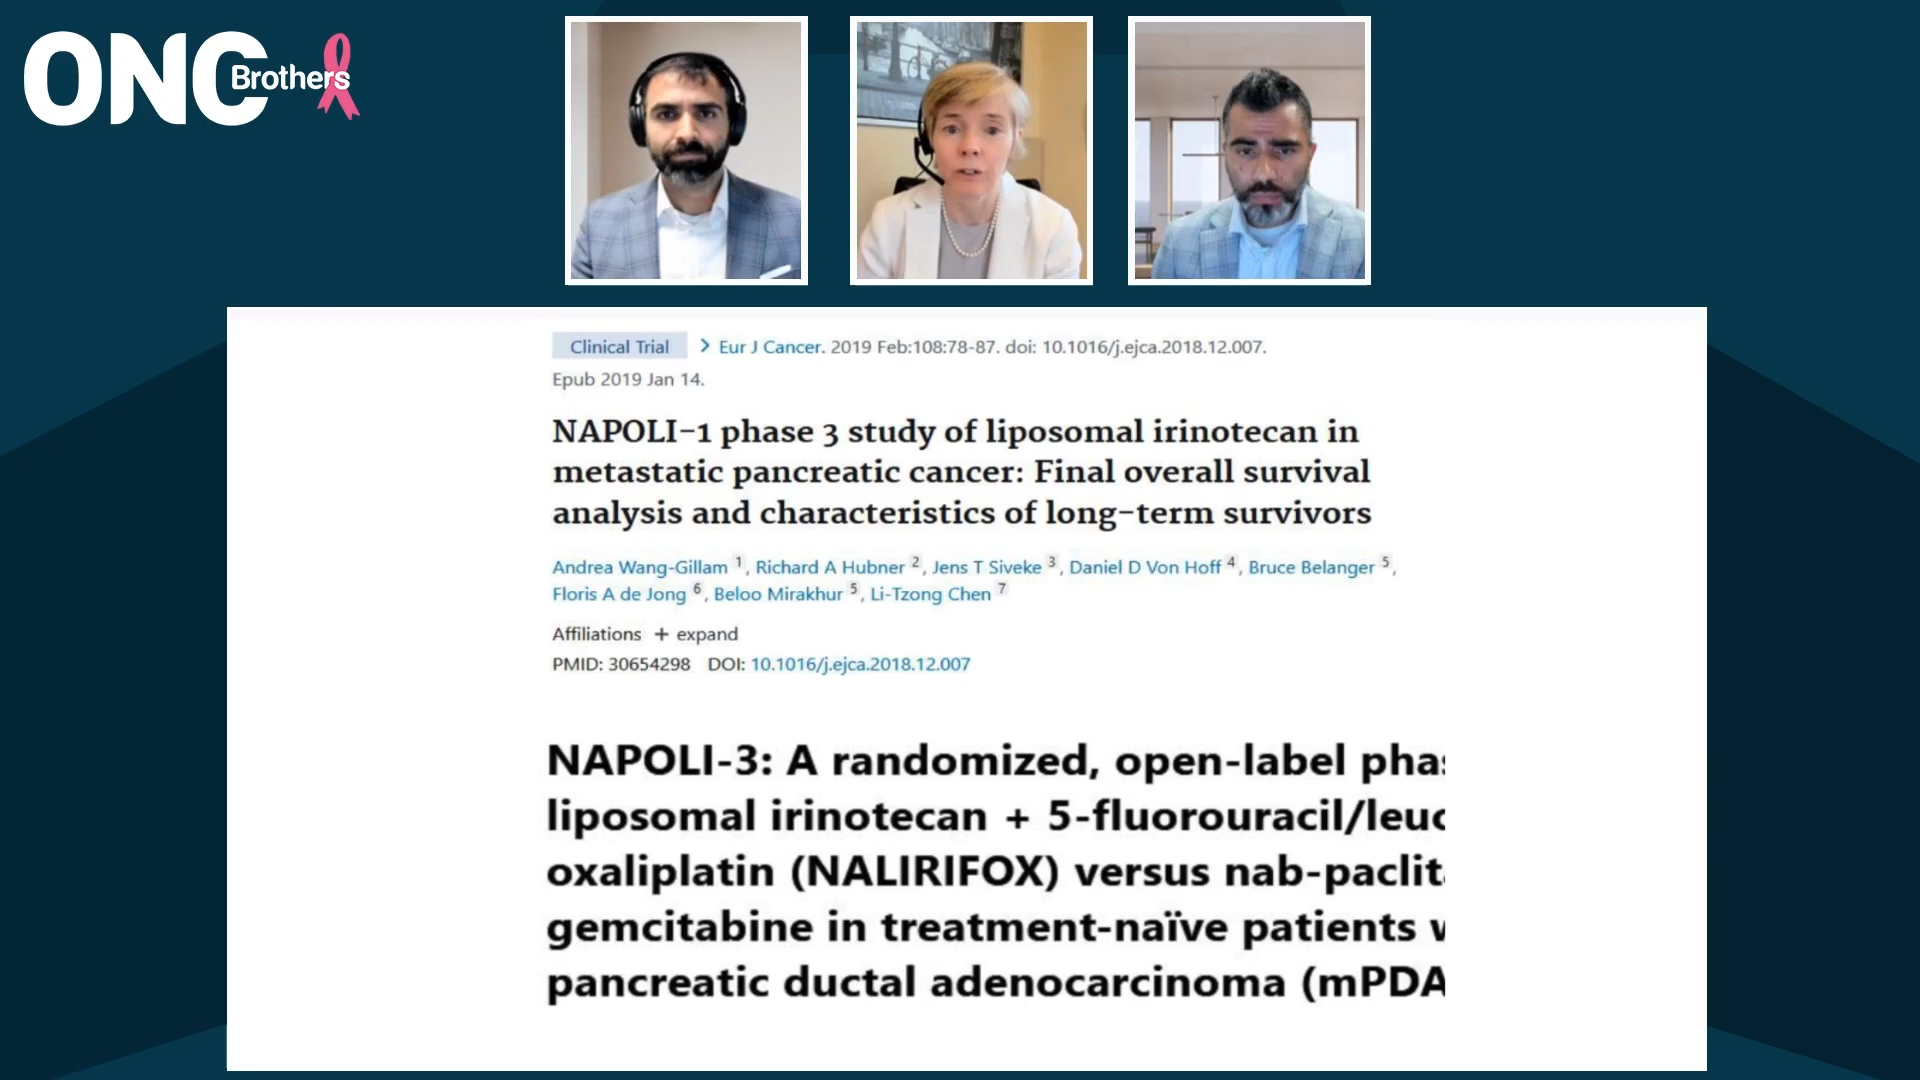 ONC Brothers
Clinical Trial > Eur J Cancer. 2019 Feb:108:78-87. doi: 10.1016/j.ejca.2018.12.007.
Epub 2019 Jan 14.
NAPOLI-1 phase 3 study of liposomal irinotecan in
metastatic pancreatic cancer: Final overall survival
analysis and characteristics of long-term survivors
Andrea Wang-Gillam 1, Richard A Hubner 2, Jens T Siveke 3, Daniel D Von Hoff 4, Bruce Belanger 5,
Floris A de Jong 6, Beloo Mirakhur 5, Li-Tzong Chen 7
Affiliations + expand
PMID: 30654298 DOI: 10.1016/j.ejca.2018.12.007
NAPOLI-3: A randomized, open-label phas
liposomal irinotecan + 5-fluorouracil/leuc
oxaliplatin (NALIRIFOX) versus nab-paclit
gemcitabine in treatment-naïve patients
pancreatic ductal adenocarcinoma (mPDA